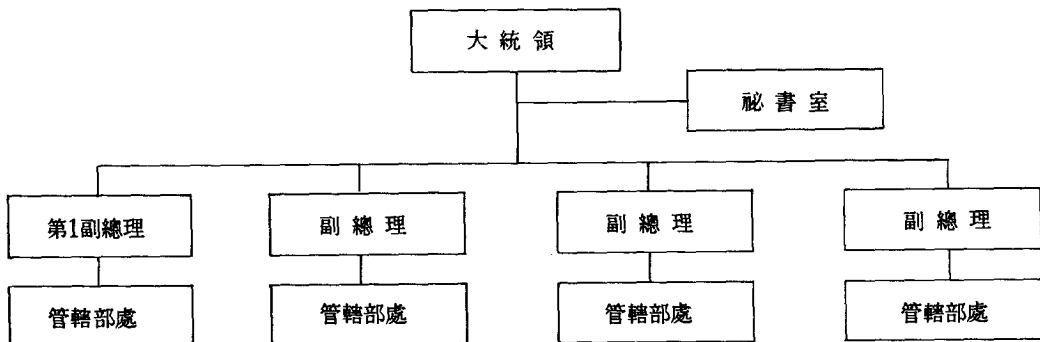 大統領
祕書室
第1副總理
副總理
副總理
副總理
管轄部處
管轄部處
管轄部處
管轄部處